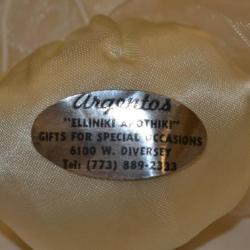 Argentos
"ELLINIKI APOTHIKI"
GIFTS FOR SPECIAL OCCASIONS
6100 W. DIVERSEY
Tel: (773) 889-2333